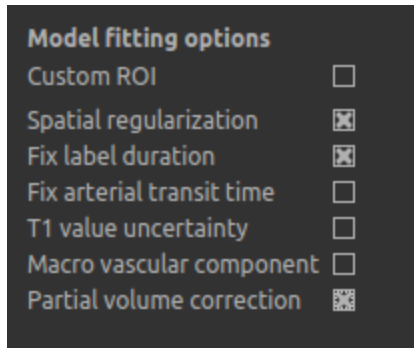 Model fitting options
Custom ROI
Spatial regularization
Fix label duration
Fix arterial transit time
T1 value uncertainty
Macro vascular component
Partial volume correction